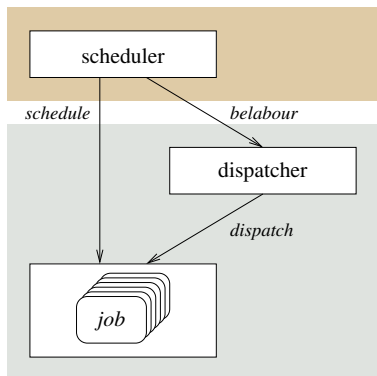 scheduler
schedule
belabour
dispatcher
dispatch
job